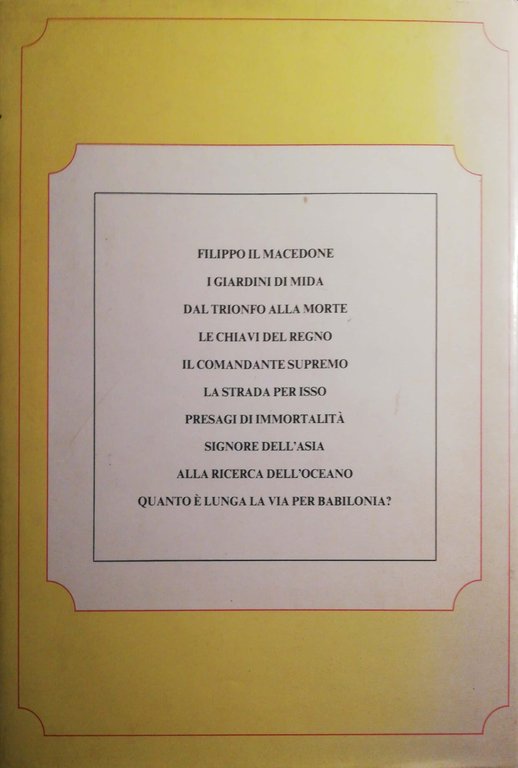 FILIPPO IL MACEDONE
I GIARDINI DI MIDA
DAL TRIONFO ALLA MORTE
LE CHIAVI DEL REGNO
IL COMANDANTE SUPREMO
LA STRADA PER ISSO
PRESAGI DI IMMORTALITÀ
SIGNORE DELL'ASIA
ALLA RICERCA DELL'OCEANO
QUANTO È LUNGA LA VIA PER BABILONIA?